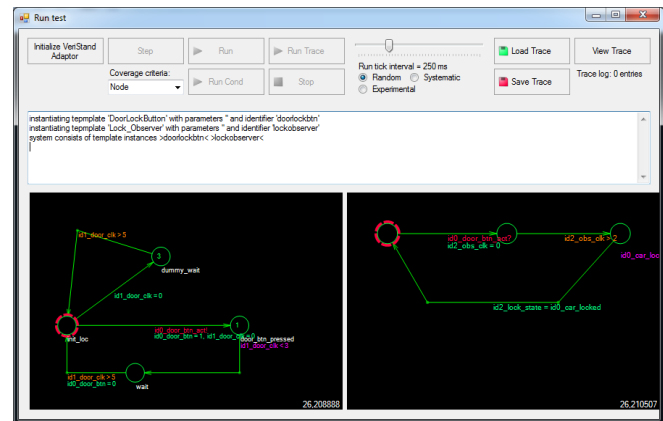 Run test
Initialize VeriStand
Adaptor
Step
Run
Run Trace
Load Trace
View Trace
Run tick interval = 250 ms
Coverage criteria:
Node
Run Cond
Stop
Random
Systematic
Experimental
Save Trace
Trace log: 0 entries
instantiating tepmplate 'DoorLockButton' with parameters '' and identifier 'doorlockbtn'
instantiating tepmplate 'Lock_Observer' with parameters '' and identifier 'lockobserver'
system consists of template instances >doorlockbtn< >lockobserver<
id1_door_clk > 5
3
dummy_wait
id1_door_clk = 0
init_loc
id0_door_btn_act!
id0_door_btn = 1, id1_door_clk = 0
1
door_btn_pressed
id1_door_clk < 3
id1_door_clk > 5
id0_door_btn = 0
wait
26,208888
id0_door_btn_act?
id2_obs_clk = 0
id2_obs_clk > 2
id0_car_loc
id2_lock_state = id0_car_locked
26,210507